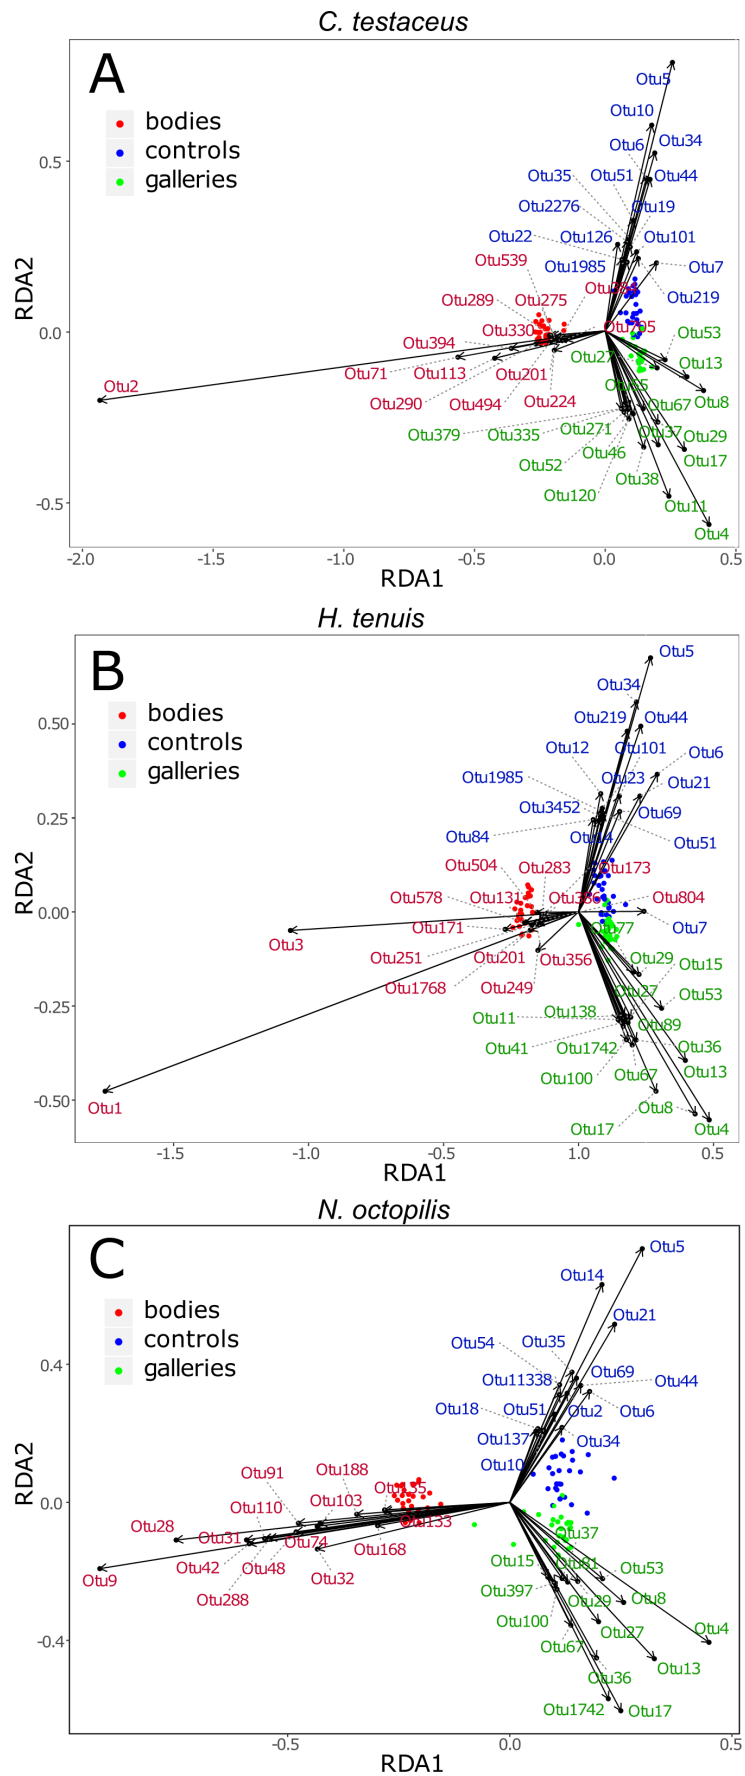 C. testaceus
A
bodies
controls
galleries
Otu5
Otu10
Otu34
Otu6
Otu35
Otu51
Otu44
Otu2276
Otu19
Otu22
Otu126
Otu101
Otu539
Otu1985
Otu7
Otu219
Otu289
Otu275
Otu330
Otu53
Otu394
Otu27
Otu13
Otu2
Otu71
Otu113
Otu201
Otu8
Otu290
Otu494
Otu224
Otu67
Otu379
Otu335
Otu271
Otu37
Otu29
Otu46
Otu17
Otu52
Otu38
Otu120
Otu11
Otu4
0.5
0.0
-0.5
RDA2
-2.0
-1.5
-1.0
-0.5
0.0
0.5
RDA1
H. tenuis
B
bodies
controls
galleries
Otu5
Otu34
Otu219
Otu44
Otu12
Otu101
Otu6
Otu1985
Otu23
Otu21
Otu3452
Otu69
Otu84
Otu14
Otu51
Otu504
Otu283
Otu173
Otu578
Otu131
Otu386
Otu804
Otu171
Otu7
Otu3
Otu251
Otu201
Otu356
Otu29
Otu15
Otu1768
Otu249
Otu27
Otu53
Otu11
Otu138
Otu89
Otu41
Otu1742
Otu36
Otu100
Otu67
Otu13
Otu1
Otu17
Otu8
Otu4
0.50
0.25
0.00
-0.25
-0.50
RDA2
-1.5
-1.0
-0.5
1.0
0.5
RDA1
N. octopilis
C
bodies
controls
galleries
Otu5
Otu14
Otu21
Otu54
Otu35
Otu69
Otu11338
Otu44
Otu18
Otu51
Otu2
Otu6
Otu137
Otu34
Otu10
Otu91
Otu188
Otu110
Otu103
Otu133
Otu28
Otu31
Otu74
Otu168
Otu37
Otu42
Otu48
Otu32
Otu15
Otu81
Otu53
Otu9
Otu288
Otu397
Otu29
Otu8
Otu100
Otu27
Otu4
Otu67
Otu13
Otu36
Otu1742
Otu17
0.4
0.0
-0.4
RDA2
-0.5
0.0
0.5
RDA1